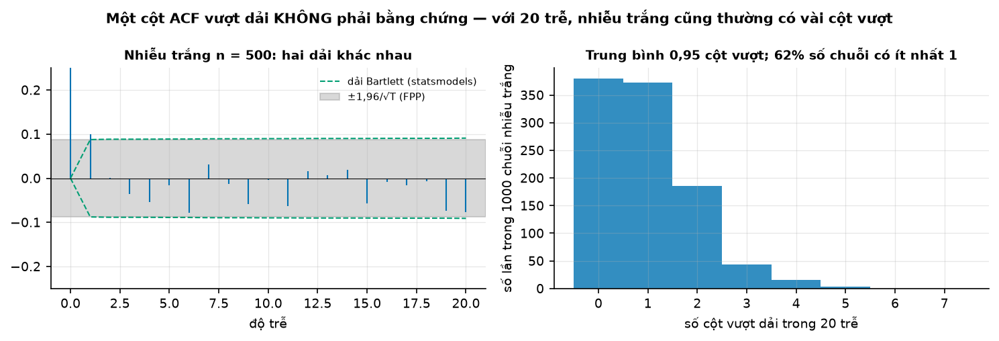 Một cột ACF vượt dải KHÔNG phải bằng chứng — với 20 trễ, nhiễu trắng cũng thường có vài cột vượt
Nhiễu trắng n = 500: hai dải khác nhau
dải Bartlett (statsmodels)
±1,96/√T (FPP)
0.2
0.1
0.0
−0.1
−0.2
0.0 2.5 5.0 7.5 10.0 12.5 15.0 17.5 20.0
độ trễ
Trung bình 0,95 cột vượt; 62% số chuỗi có ít nhất 1
số lần trong 1000 chuỗi nhiễu trắng
350
300
250
200
150
100
50
0
0 1 2 3 4 5 6 7
số cột vượt dải trong 20 trễ